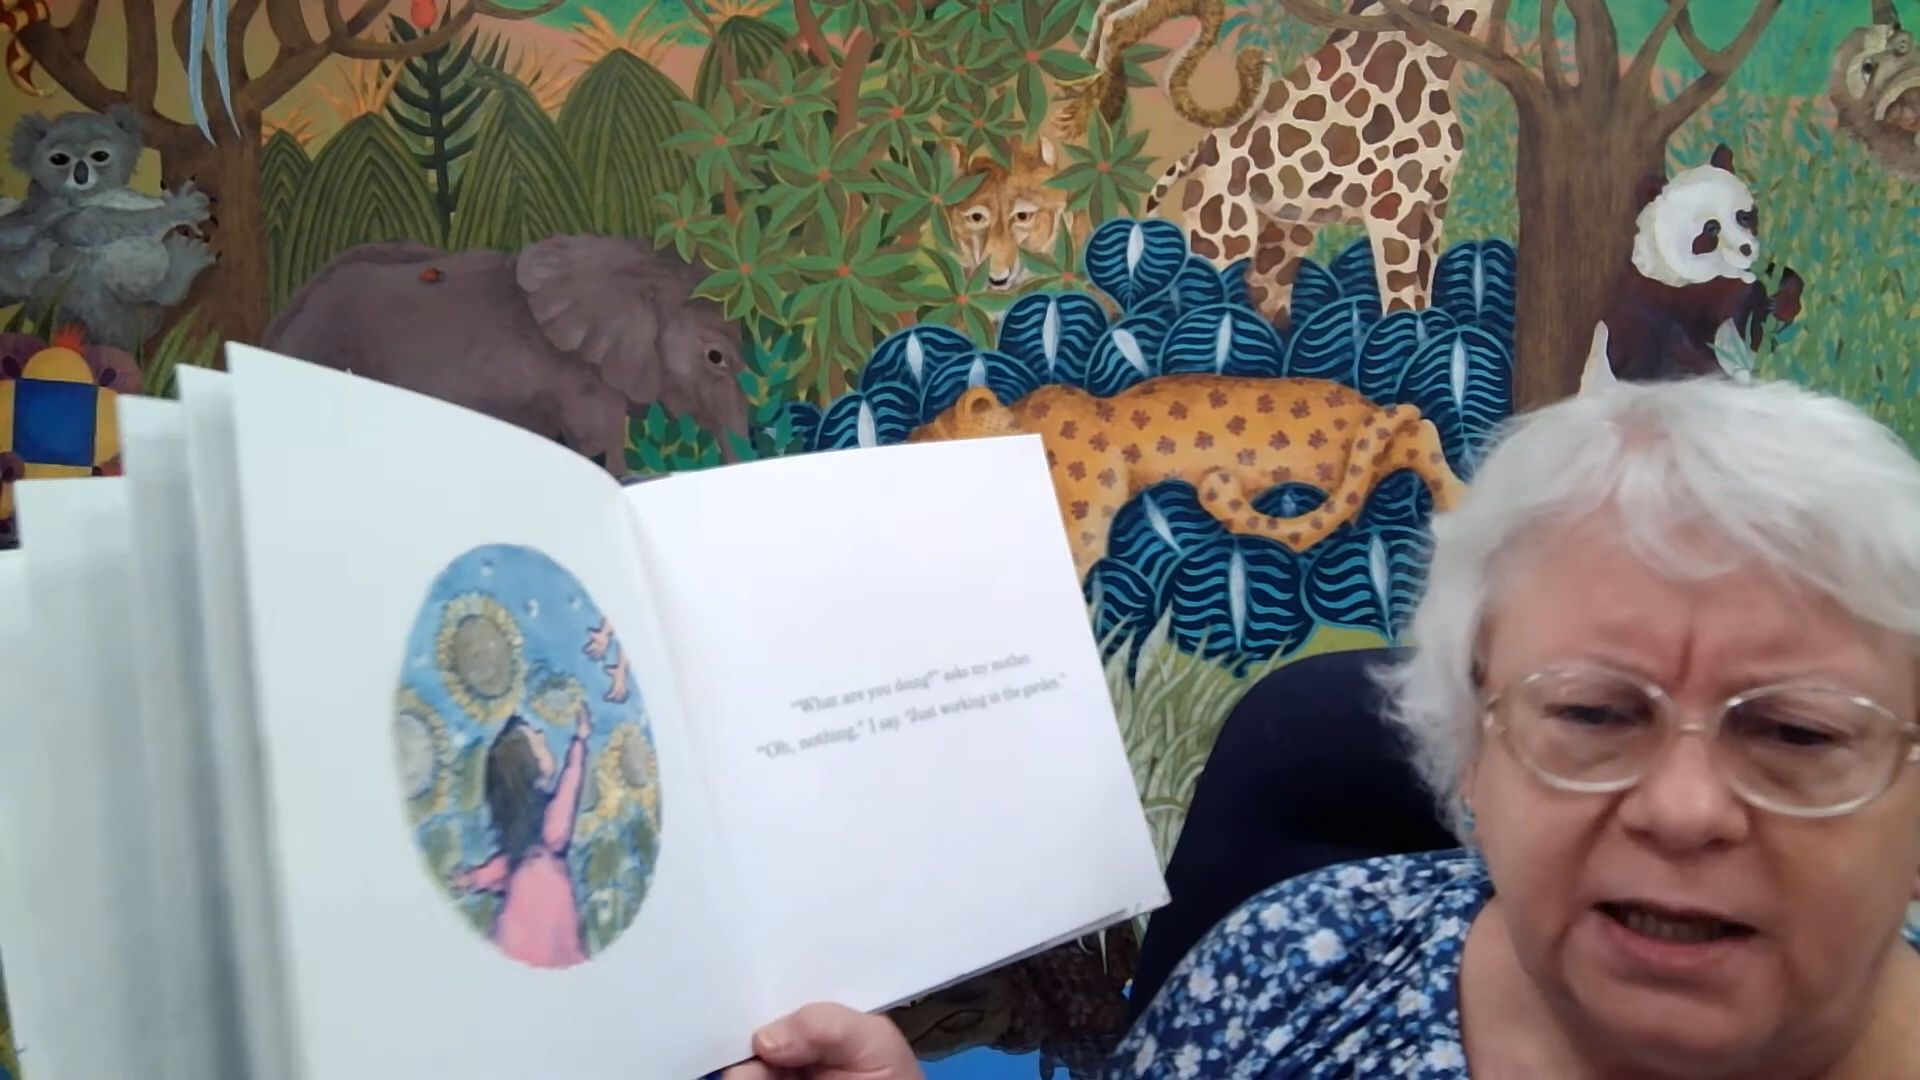 "What are you doing?" asks my mother.
"Oh, nothing," I say. "Just working in the garden."